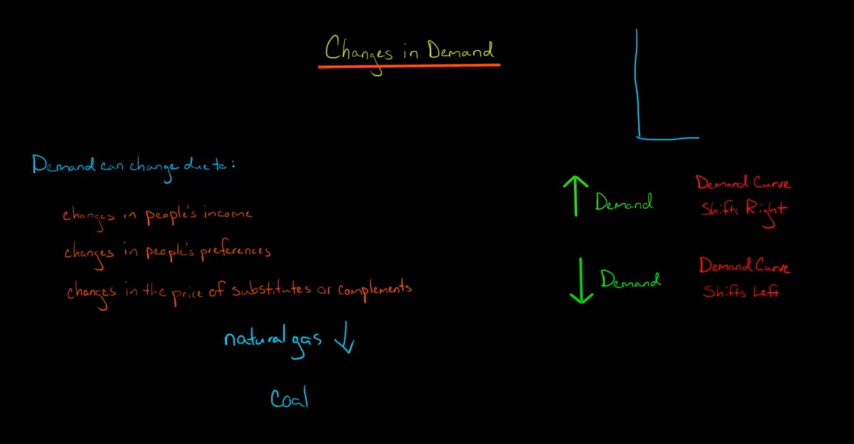 Changes in Demand
Demand can change due to:
changes in people's income
changes in people's preferences
changes in the price of substitutes or complements
natural gas ↓
coal
↑ Demand
Demand Curve
Shifts Right
↓ Demand
Demand Curve
Shifts Left